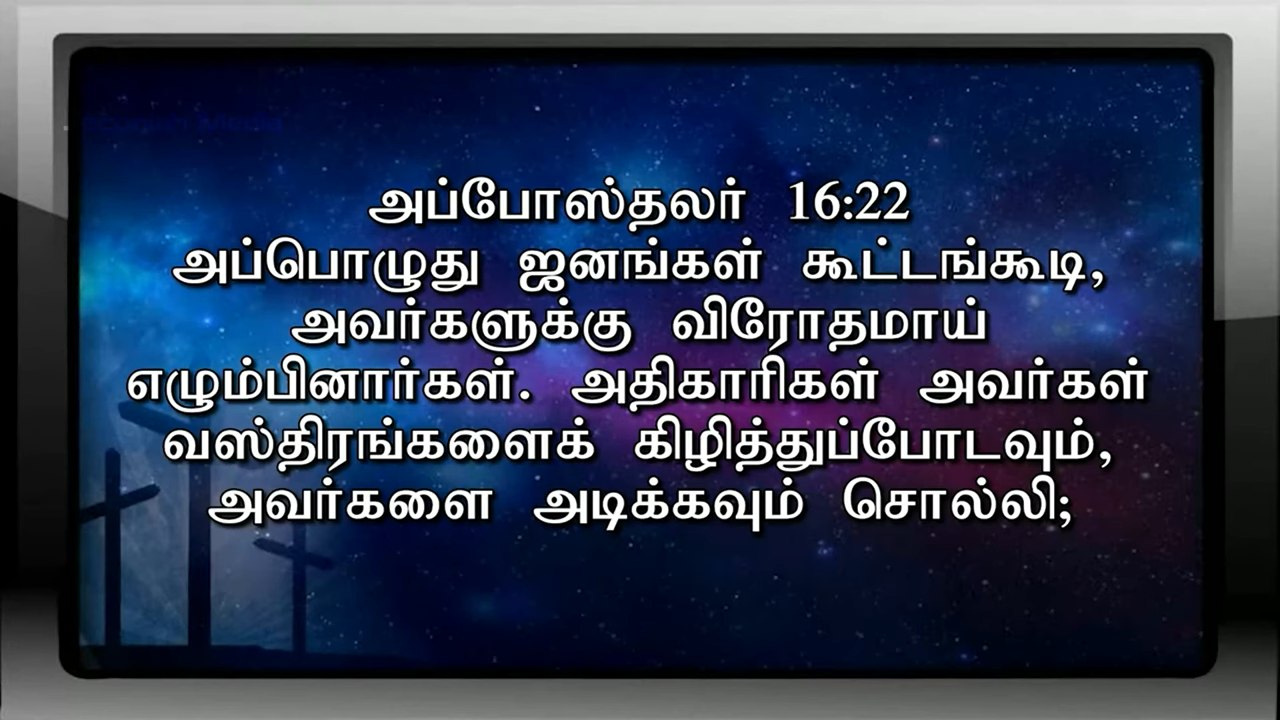 அப்போஸ்தலர் 16:22
அப்பொழுது ஜனங்கள் கூட்டங்கூடி,
அவர்களுக்கு விரோதமாய்
எழும்பினார்கள். அதிகாரிகள் அவர்கள்
வஸ்திரங்களைக் கிழித்துப்போடவும்,
அவர்களை அடிக்கவும் சொல்லி;